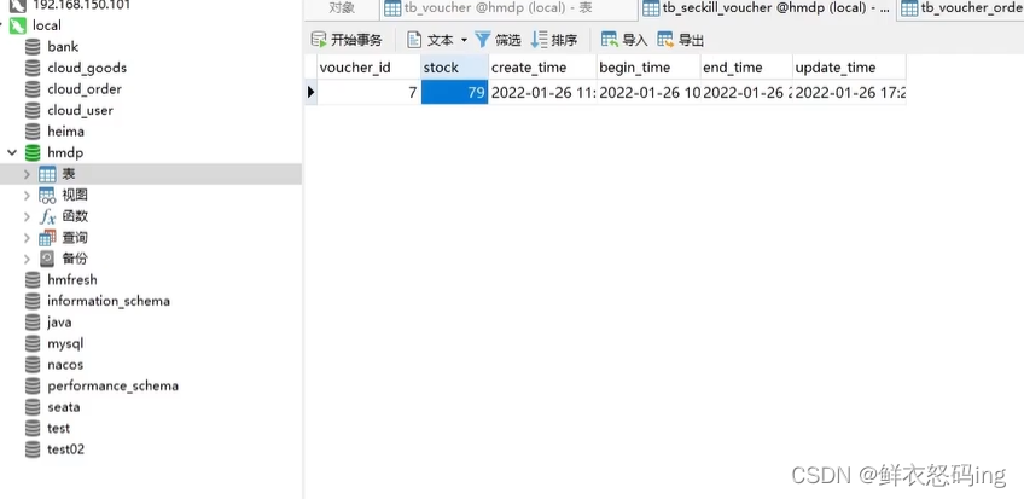 192.168.150.101
local
bank
cloud_goods
cloud_order
cloud_user
heima
hmdp
表
视图
函数
查询
备份
hmfresh
information_schema
java
mysql
nacos
performance_schema
seata
test
test02
对象 tb_voucher @hmdp (local) - 表 tb_seckill_voucher @hmdp (local) - ... tb_voucher_orde
开始事务 文本 筛选 排序 导入 导出
voucher_id stock create_time begin_time end_time update_time
7 79 2022-01-26 11: 2022-01-26 10 2022-01-26 2022-01-26 17:2
CSDN @鲜衣怒码ing